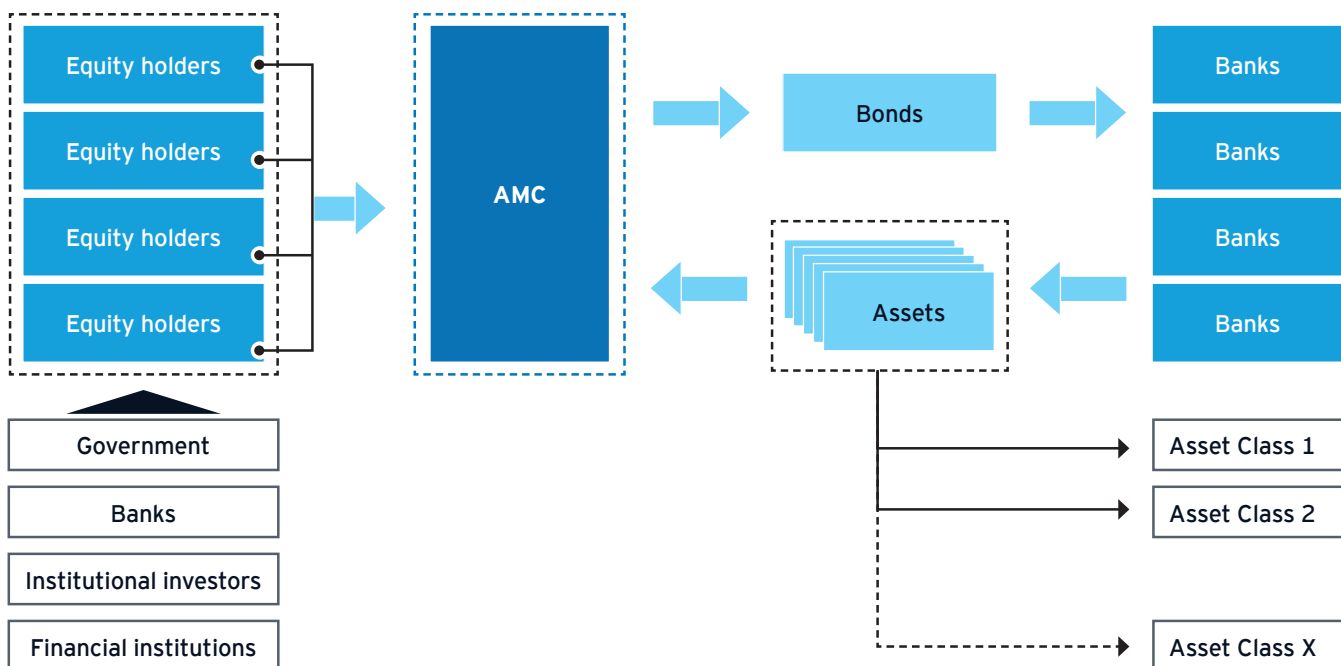 Equity holders
Equity holders
Equity holders
Equity holders
Government
Banks
Institutional investors
Financial institutions
AMC
Bonds
Assets
Banks
Banks
Banks
Banks
Asset Class 1
Asset Class 2
Asset Class X